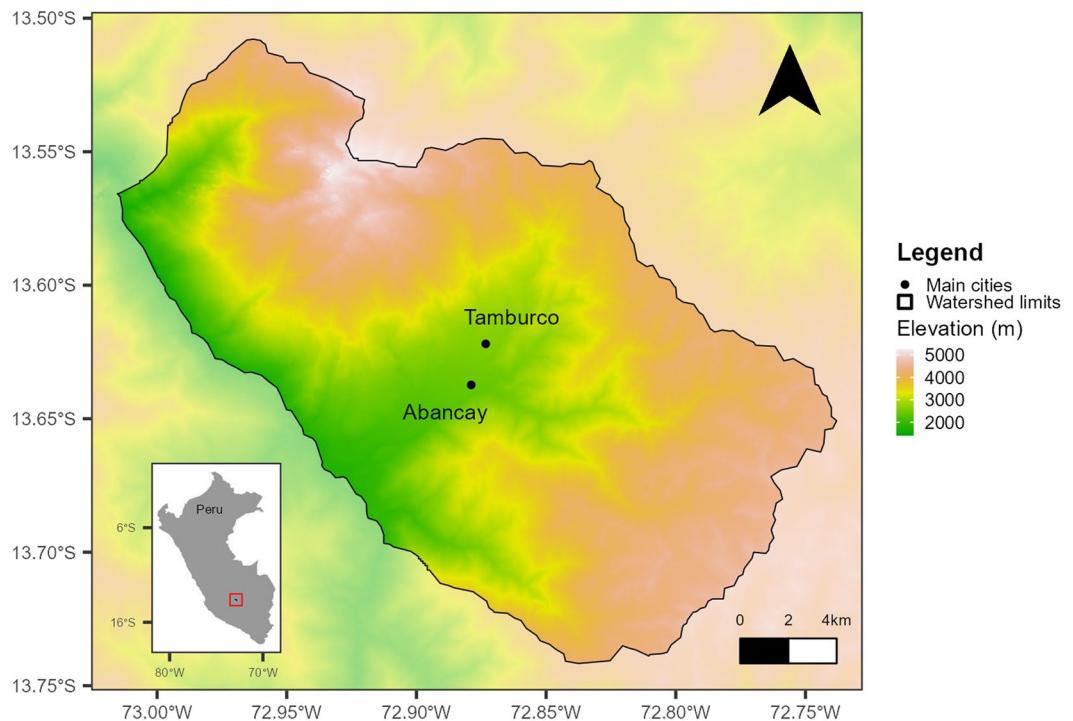 13.50°S
13.55°S
13.60°S
13.65°S
13.70°S
13.75°S
73.00°W
72.95°W
72.90°W
72.85°W
72.80°W
72.75°W
Tamburco
Abancay
0 2 4km
Peru
6°S
16°S
80°W 70°W
Legend
Main cities
Watershed limits
Elevation (m)
5000
4000
3000
2000